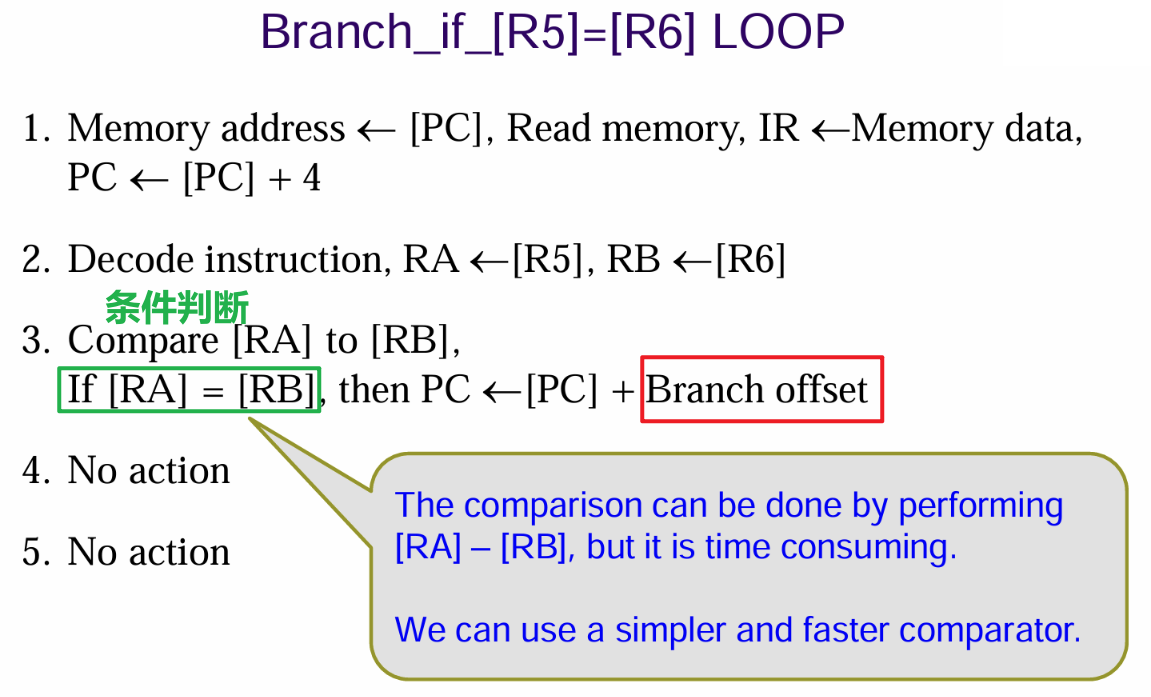 Branch_if_[R5]=[R6] LOOP
1. Memory address ← [PC], Read memory, IR ←Memory data,
PC ← [PC] + 4
2. Decode instruction, RA ←[R5], RB ←[R6]
条件判断
3. Compare [RA] to [RB],
If [RA] = [RB], then PC ←[PC] + Branch offset
4. No action
5. No action
The comparison can be done by performing
[RA] – [RB], but it is time consuming.
We can use a simpler and faster comparator.